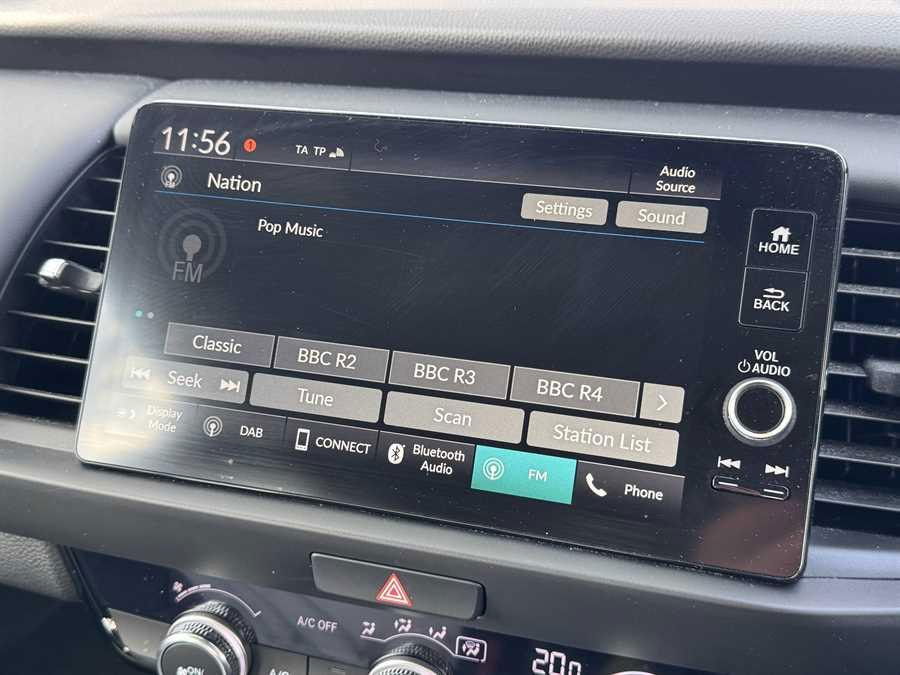 11:56
1
TA TP
Audio
Source
Nation
Settings
Sound
FM
Pop Music
HOME
BACK
VOL
AUDIO
Classic
BBC R2
BBC R3
BBC R4
Seek
Tune
Scan
Station List
Display
Mode
DAB
CONNECT
Bluetooth
Audio
FM
Phone
A/C OFF
ON/
A/C